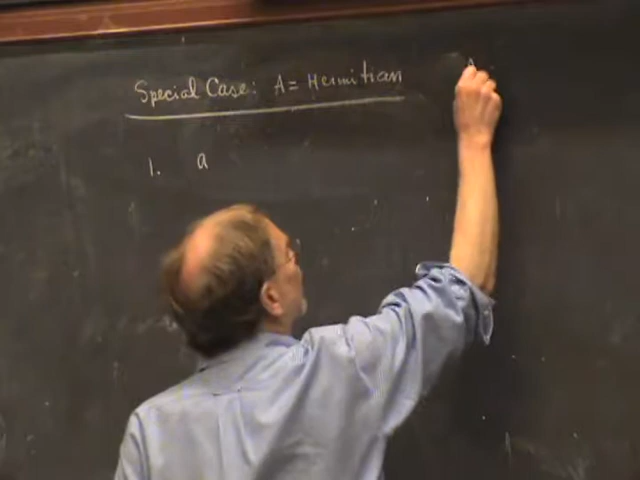 Special Case: A = Hermitian
1. a